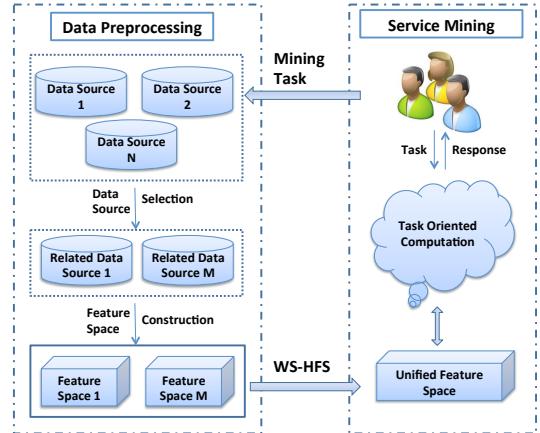 Data Preprocessing
Data Source
1
Data Source
2
Data Source
N
Data
Source
Selection
Related Data
Source 1
Related Data
Source M
Feature
Space
Construction
Feature
Space 1
Feature
Space M
Mining
Task
WS-HFS
Service Mining
Task
Response
Task Oriented
Computation
Unified Feature
Space